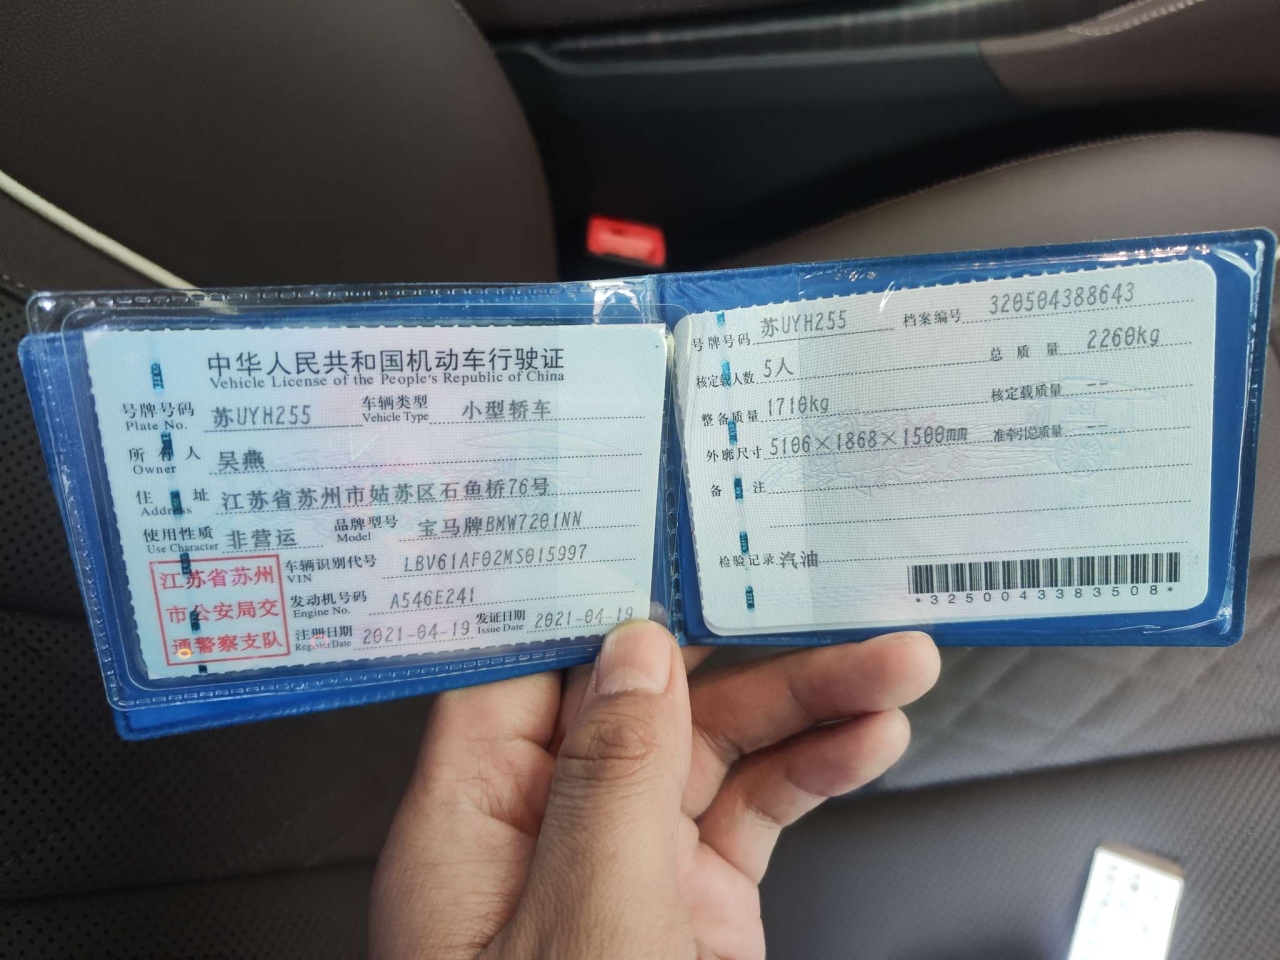 中华人民共和国机动车行驶证
Vehicle License of the People's Republic of China
号牌号码 Plate No. 苏UYH255 车辆类型 Vehicle Type 小型轿车
所有人 Owner 吴燕
住址 Address 江苏省苏州市姑苏区石鱼桥76号
使用性质 Use Character 非营运 品牌型号 Model 宝马牌BMW7201NN
江苏省苏州
市公安局交
通警察支队
车辆识别代号 VIN LBV61AF02MS015997
发动机号码 Engine No. A546E241
注册日期 Register Date 2021-04-19 发证日期 Issue Date 2021-04-19
号牌号码 苏UYH255 档案编号 320504388643
核定载人数 5人 总质量 2260kg
整备质量 1710kg 核定载质量 --
外廓尺寸 5106×1868×1500mm 准牵引总质量 --
备注
检验记录 汽油
*3250043383508*